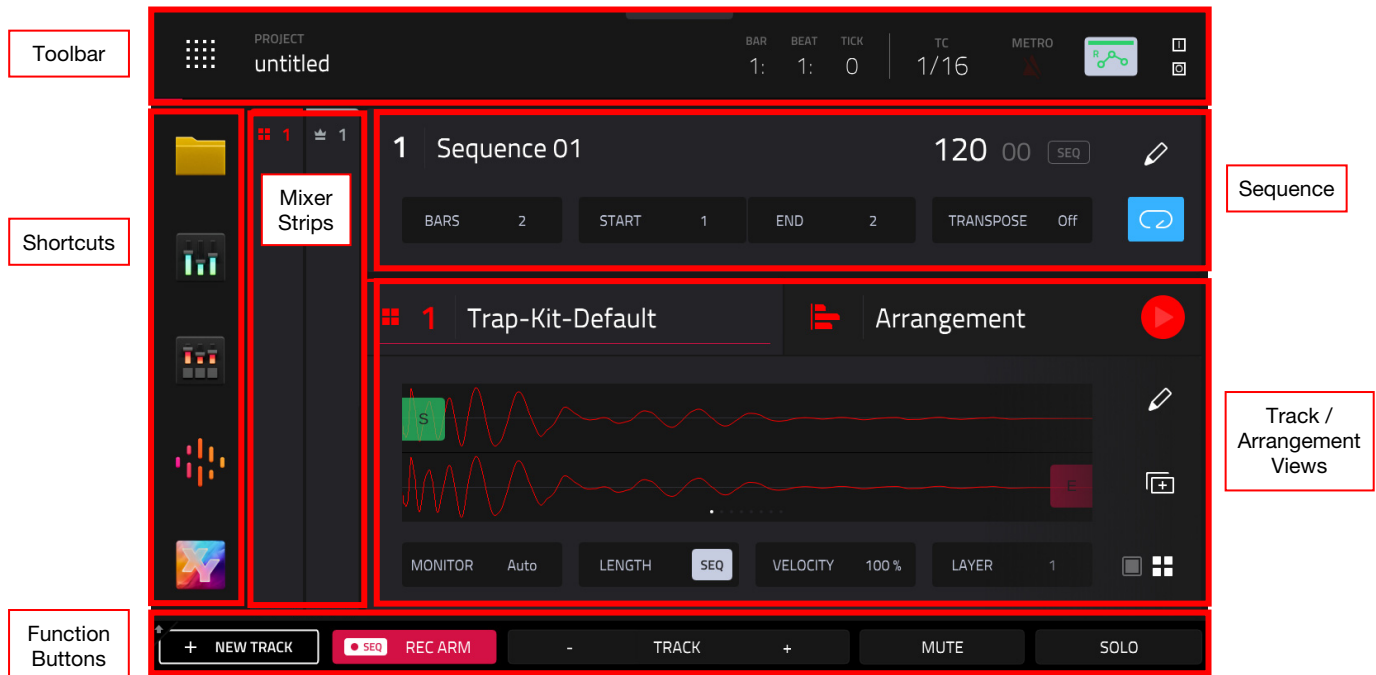 Toolbar
PROJECT
untitled
BAR BEAT TICK TC METRO
1: 1: 0 1/16
R
I
O
Shortcuts
1 1
Mixer
Strips
1 Sequence 01 120 00 SEQ
BARS 2 START 1 END 2 TRANSPOSE Off
Sequence
1 Trap-Kit-Default Arrangement
S
E
MONITOR Auto LENGTH SEQ VELOCITY 100 % LAYER 1
XY
Track /
Arrangement
Views
Function
Buttons
+ NEW TRACK SEQ REC ARM - TRACK + MUTE SOLO